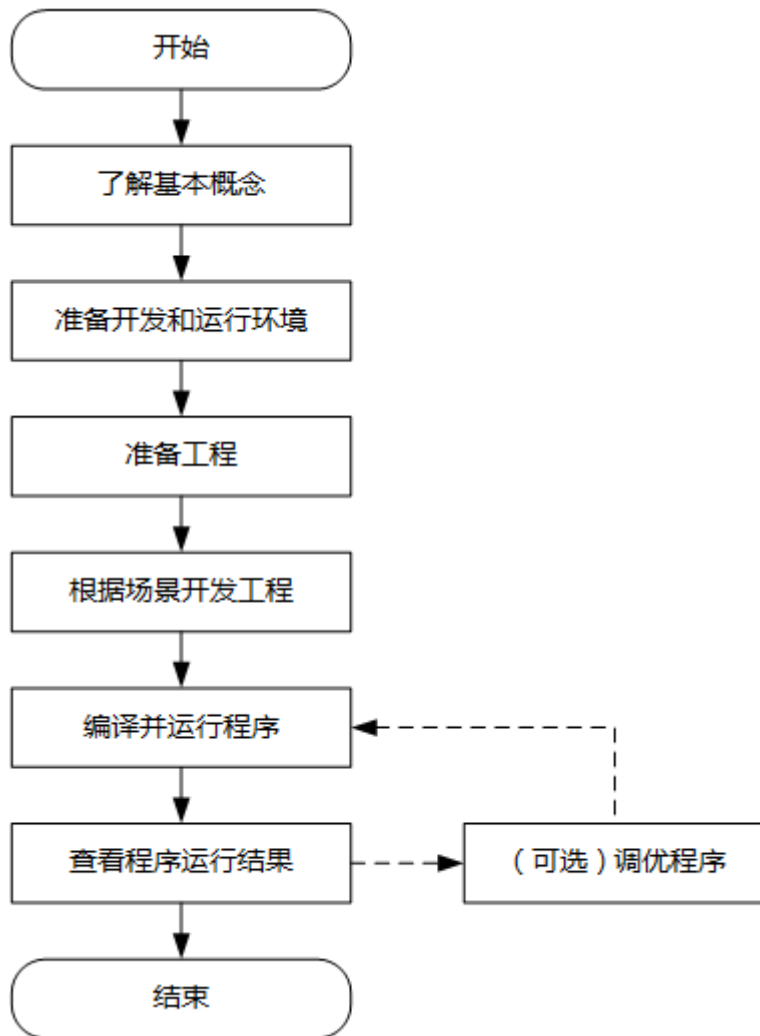 开始
了解基本概念
准备开发和运行环境
准备工程
根据场景开发工程
编译并运行程序
查看程序运行结果
（可选）调优程序
结束